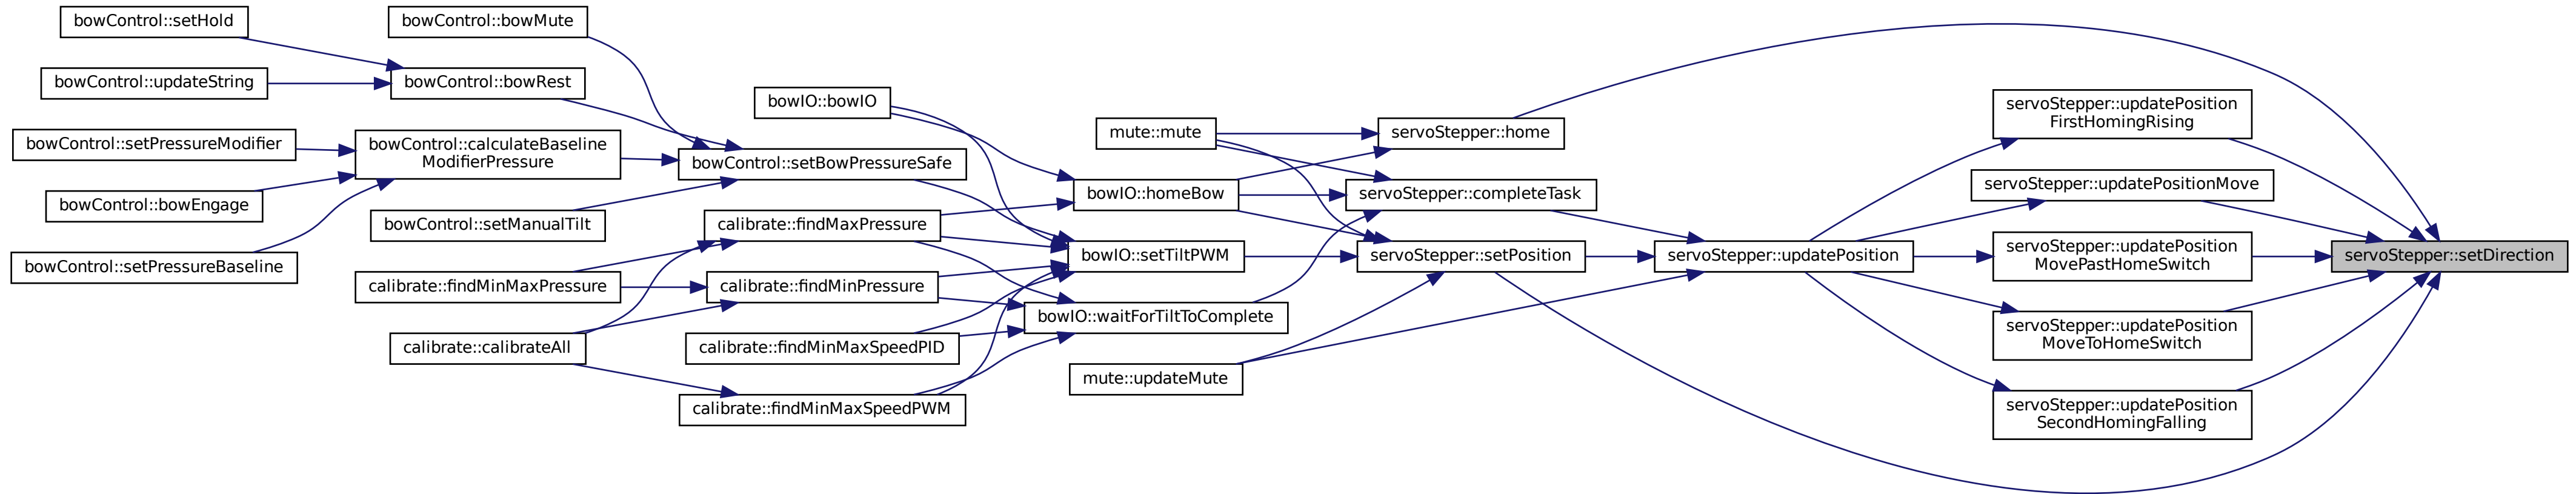 bowControl::setHold
bowControl::updateString
bowControl::setPressureModifier
bowControl::bowEngage
bowControl::setPressureBaseline
bowControl::bowMute
bowControl::bowRest
bowControl::calculateBaseline
ModifierPressure
bowControl::setManualTilt
calibrate::findMinMaxPressure
calibrate::calibrateAll
bowIO::bowIO
bowControl::setBowPressureSafe
calibrate::findMaxPressure
calibrate::findMinPressure
calibrate::findMinMaxSpeedPID
calibrate::findMinMaxSpeedPWM
mute::mute
bowIO::homeBow
bowIO::setTiltPWM
bowIO::waitForTiltToComplete
mute::updateMute
servoStepper::home
servoStepper::completeTask
servoStepper::setPosition
servoStepper::updatePosition
servoStepper::updatePosition
FirstHomingRising
servoStepper::updatePositionMove
servoStepper::updatePosition
MovePastHomeSwitch
servoStepper::updatePosition
MoveToHomeSwitch
servoStepper::updatePosition
SecondHomingFalling
servoStepper::setDirection